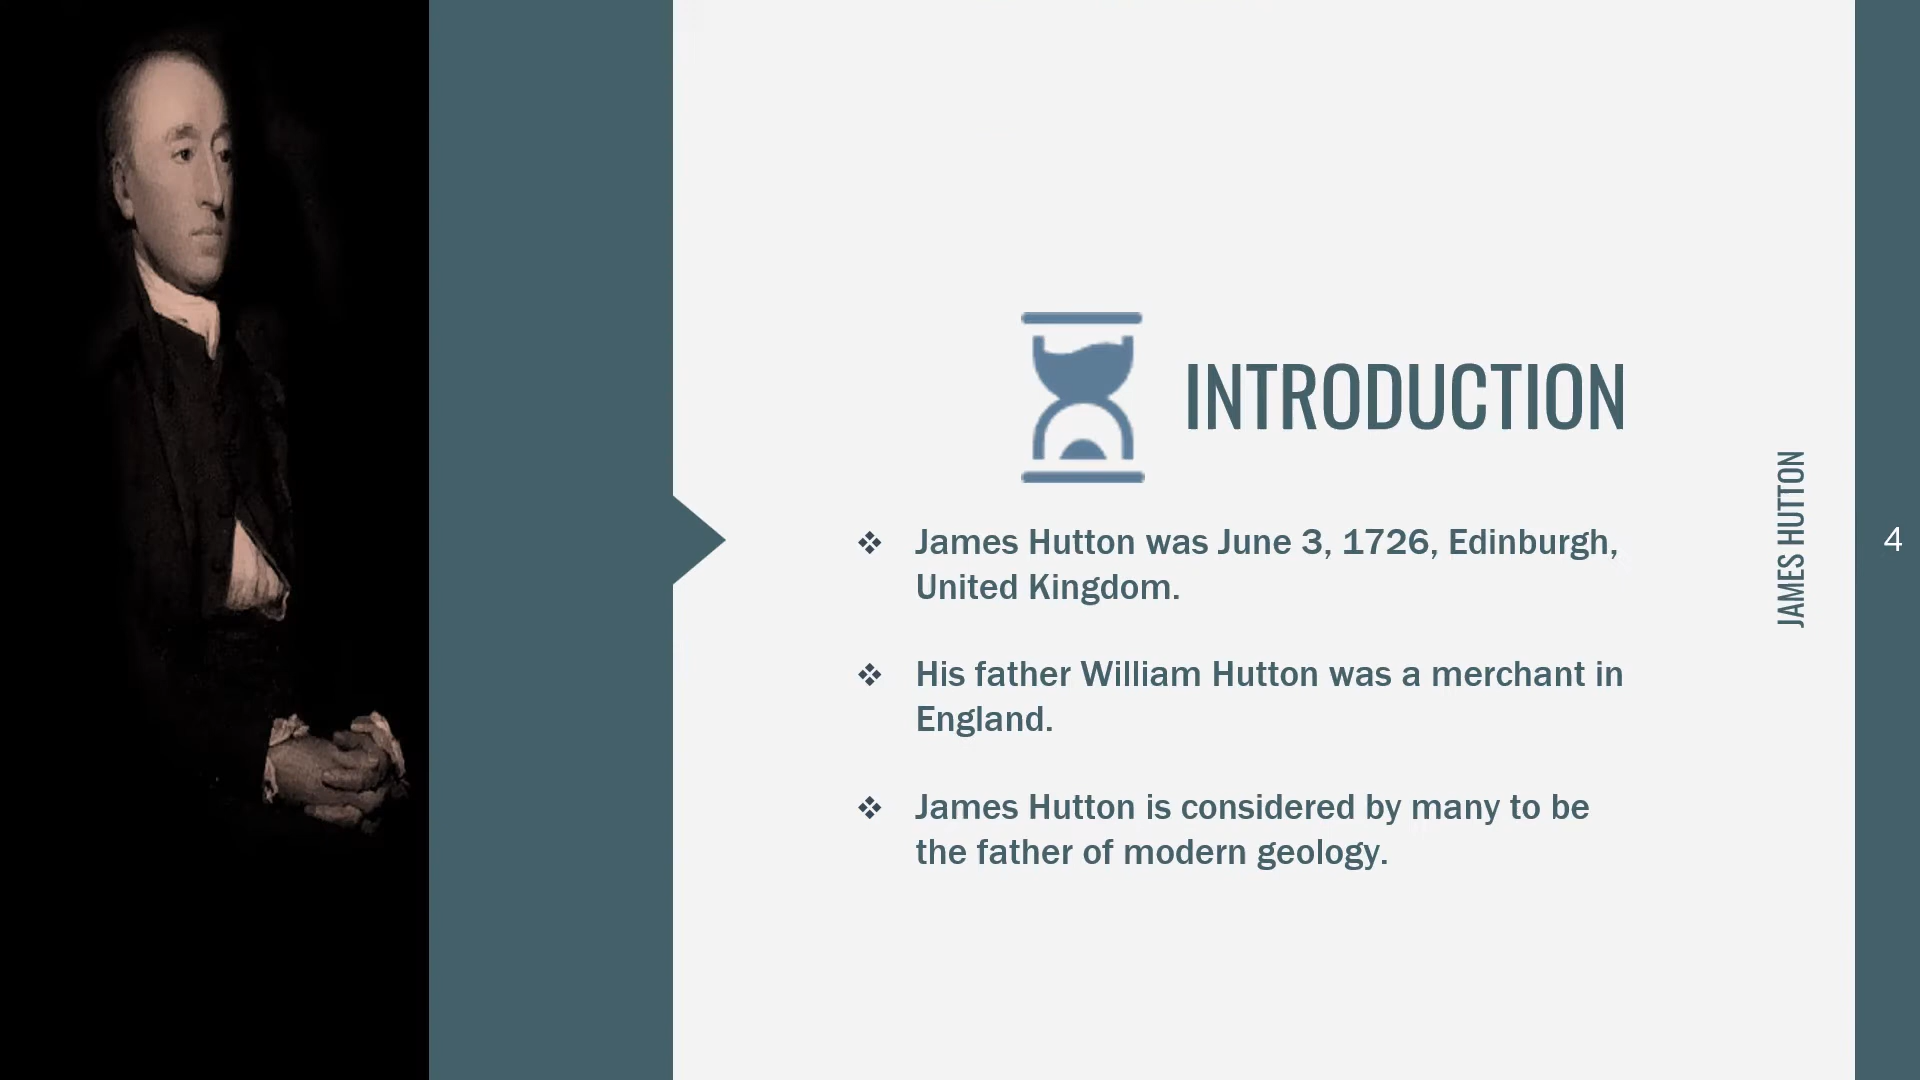 INTRODUCTION
❖ James Hutton was June 3, 1726, Edinburgh,
United Kingdom.
❖ His father William Hutton was a merchant in
England.
❖ James Hutton is considered by many to be
the father of modern geology.
JAMES HUTTON
4